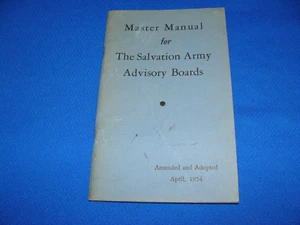 Master Manual
for
The Salvation Army
Advisory Boards
Amended and Adopted
April, 1954